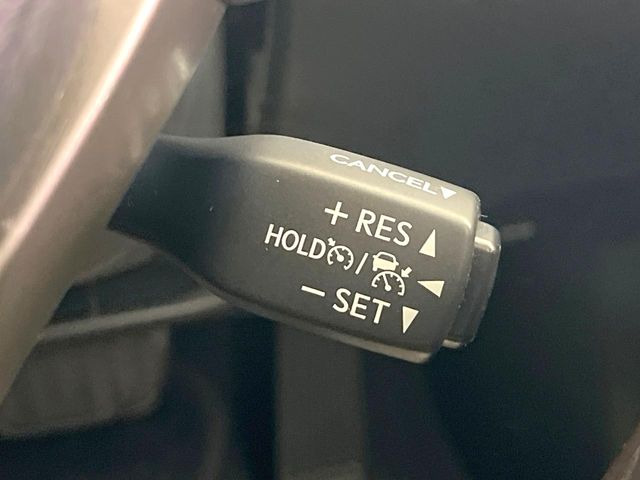 CANCEL▼
+ RES ▲
HOLD /
− SET ▼